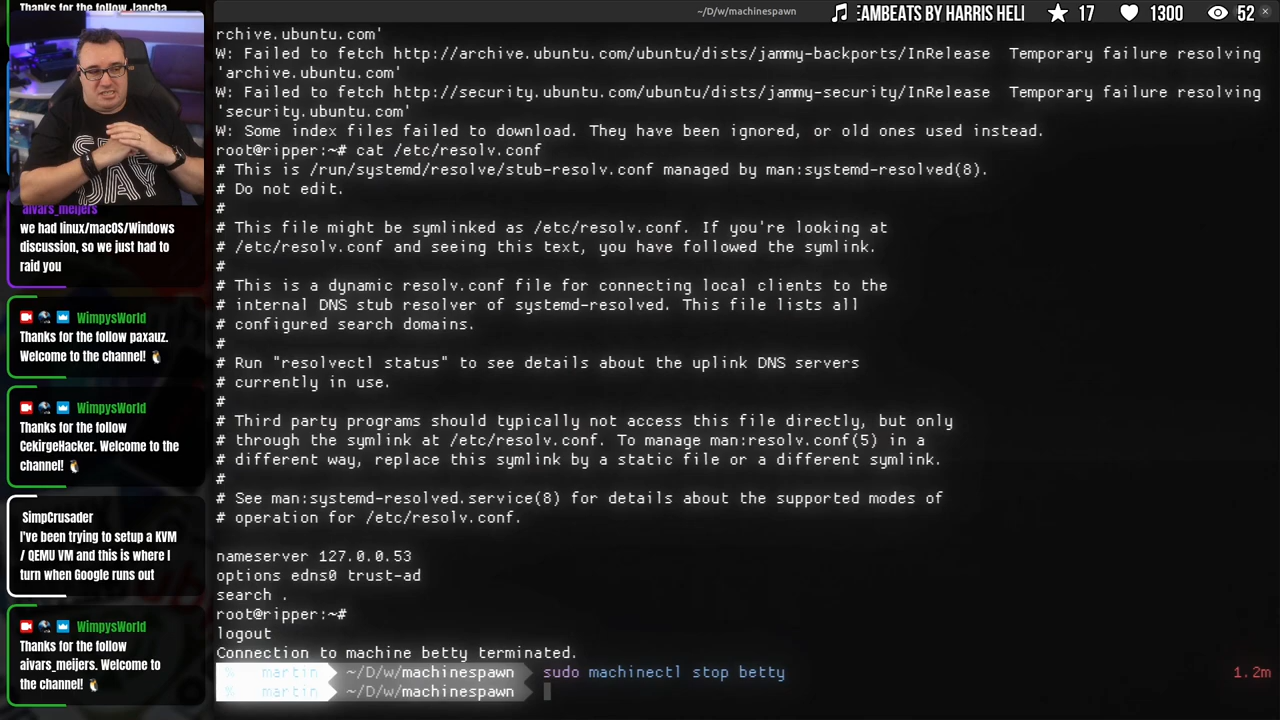 Thanks for the follow Jancha.
aivars_meijers
we had linux/macOS/Windows
discussion, so we just had to
raid you
WimpysWorld
Thanks for the follow paxauz.
Welcome to the channel! 🐧
WimpysWorld
Thanks for the follow
CekirgeHacker. Welcome to the
channel! 🐧
SimpCrusader
I've been trying to setup a KVM
/ QEMU VM and this is where I
turn when Google runs out
WimpysWorld
Thanks for the follow
aivars_meijers. Welcome to
the channel! 🐧
~/D/w/machinespawn
EAMBEATS BY HARRIS HELI
17
1300
52
rchive.ubuntu.com'
W: Failed to fetch http://archive.ubuntu.com/ubuntu/dists/jammy-backports/InRelease  Temporary failure resolving
'archive.ubuntu.com'
W: Failed to fetch http://security.ubuntu.com/ubuntu/dists/jammy-security/InRelease  Temporary failure resolving
'security.ubuntu.com'
W: Some index files failed to download. They have been ignored, or old ones used instead.
root@ripper:~# cat /etc/resolv.conf
# This is /run/systemd/resolve/stub-resolv.conf managed by man:systemd-resolved(8).
# Do not edit.
#
# This file might be symlinked as /etc/resolv.conf. If you're looking at
# /etc/resolv.conf and seeing this text, you have followed the symlink.
#
# This is a dynamic resolv.conf file for connecting local clients to the
# internal DNS stub resolver of systemd-resolved. This file lists all
# configured search domains.
#
# Run "resolvectl status" to see details about the uplink DNS servers
# currently in use.
#
# Third party programs should typically not access this file directly, but only
# through the symlink at /etc/resolv.conf. To manage man:resolv.conf(5) in a
# different way, replace this symlink by a static file or a different symlink.
#
# See man:systemd-resolved.service(8) for details about the supported modes of
# operation for /etc/resolv.conf.
nameserver 127.0.0.53
options edns0 trust-ad
search .
root@ripper:~#
logout
Connection to machine betty terminated.
% martin ~/D/w/machinespawn sudo machinectl stop betty 1.2m
% martin ~/D/w/machinespawn